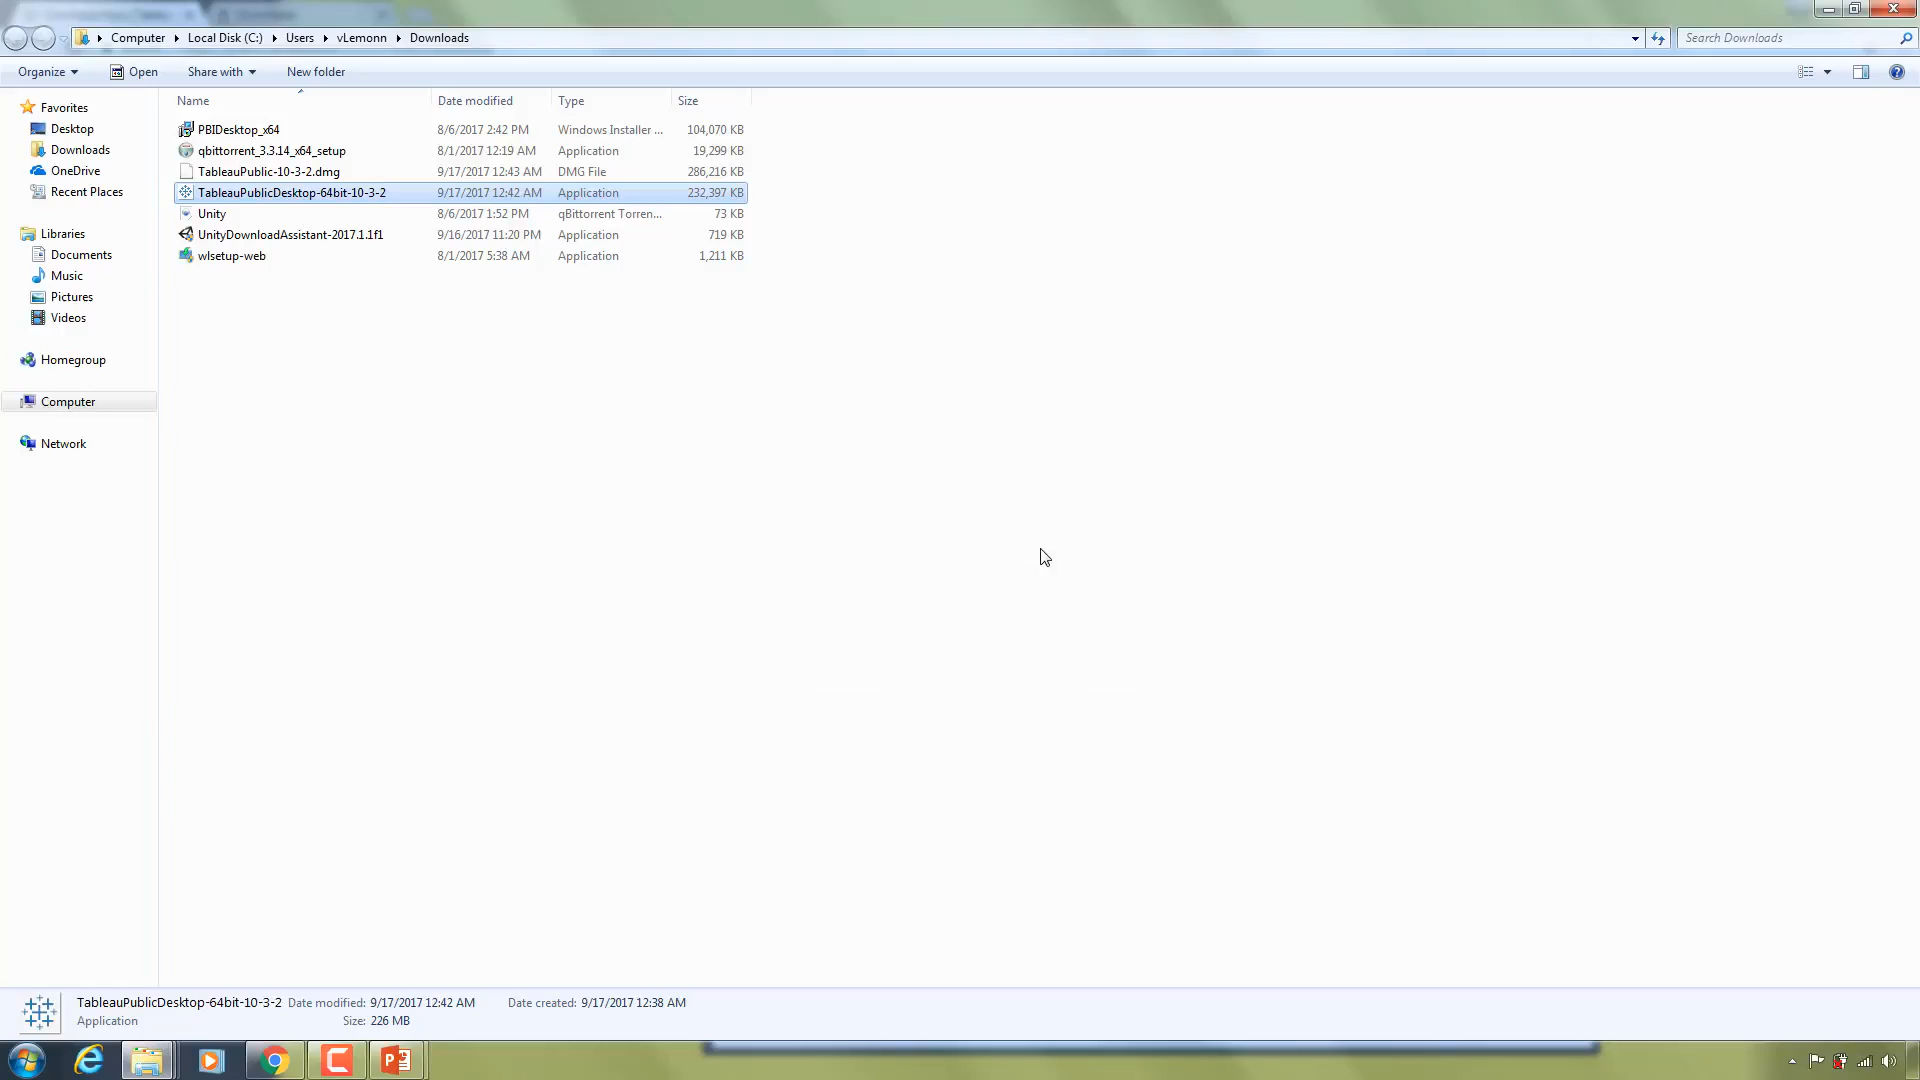 Computer Local Disk (C:) Users vLemonn Downloads Search Downloads
Organize Open Share with New folder
Name Date modified Type Size
Favorites
Desktop
Downloads
OneDrive
Recent Places
Libraries
Documents
Music
Pictures
Videos
Homegroup
Computer
Network
PBIDesktop_x64 8/6/2017 2:42 PM Windows Installer ... 104,070 KB
qbittorrent_3.3.14_x64_setup 8/1/2017 12:19 AM Application 19,299 KB
TableauPublic-10-3-2.dmg 9/17/2017 12:43 AM DMG File 286,216 KB
TableauPublicDesktop-64bit-10-3-2 9/17/2017 12:42 AM Application 232,397 KB
Unity 8/6/2017 1:52 PM qBittorrent Torren... 73 KB
UnityDownloadAssistant-2017.1.1f1 9/16/2017 11:20 PM Application 719 KB
wlsetup-web 8/1/2017 5:38 AM Application 1,211 KB
TableauPublicDesktop-64bit-10-3-2 Date modified: 9/17/2017 12:42 AM Date created: 9/17/2017 12:38 AM
Application Size: 226 MB